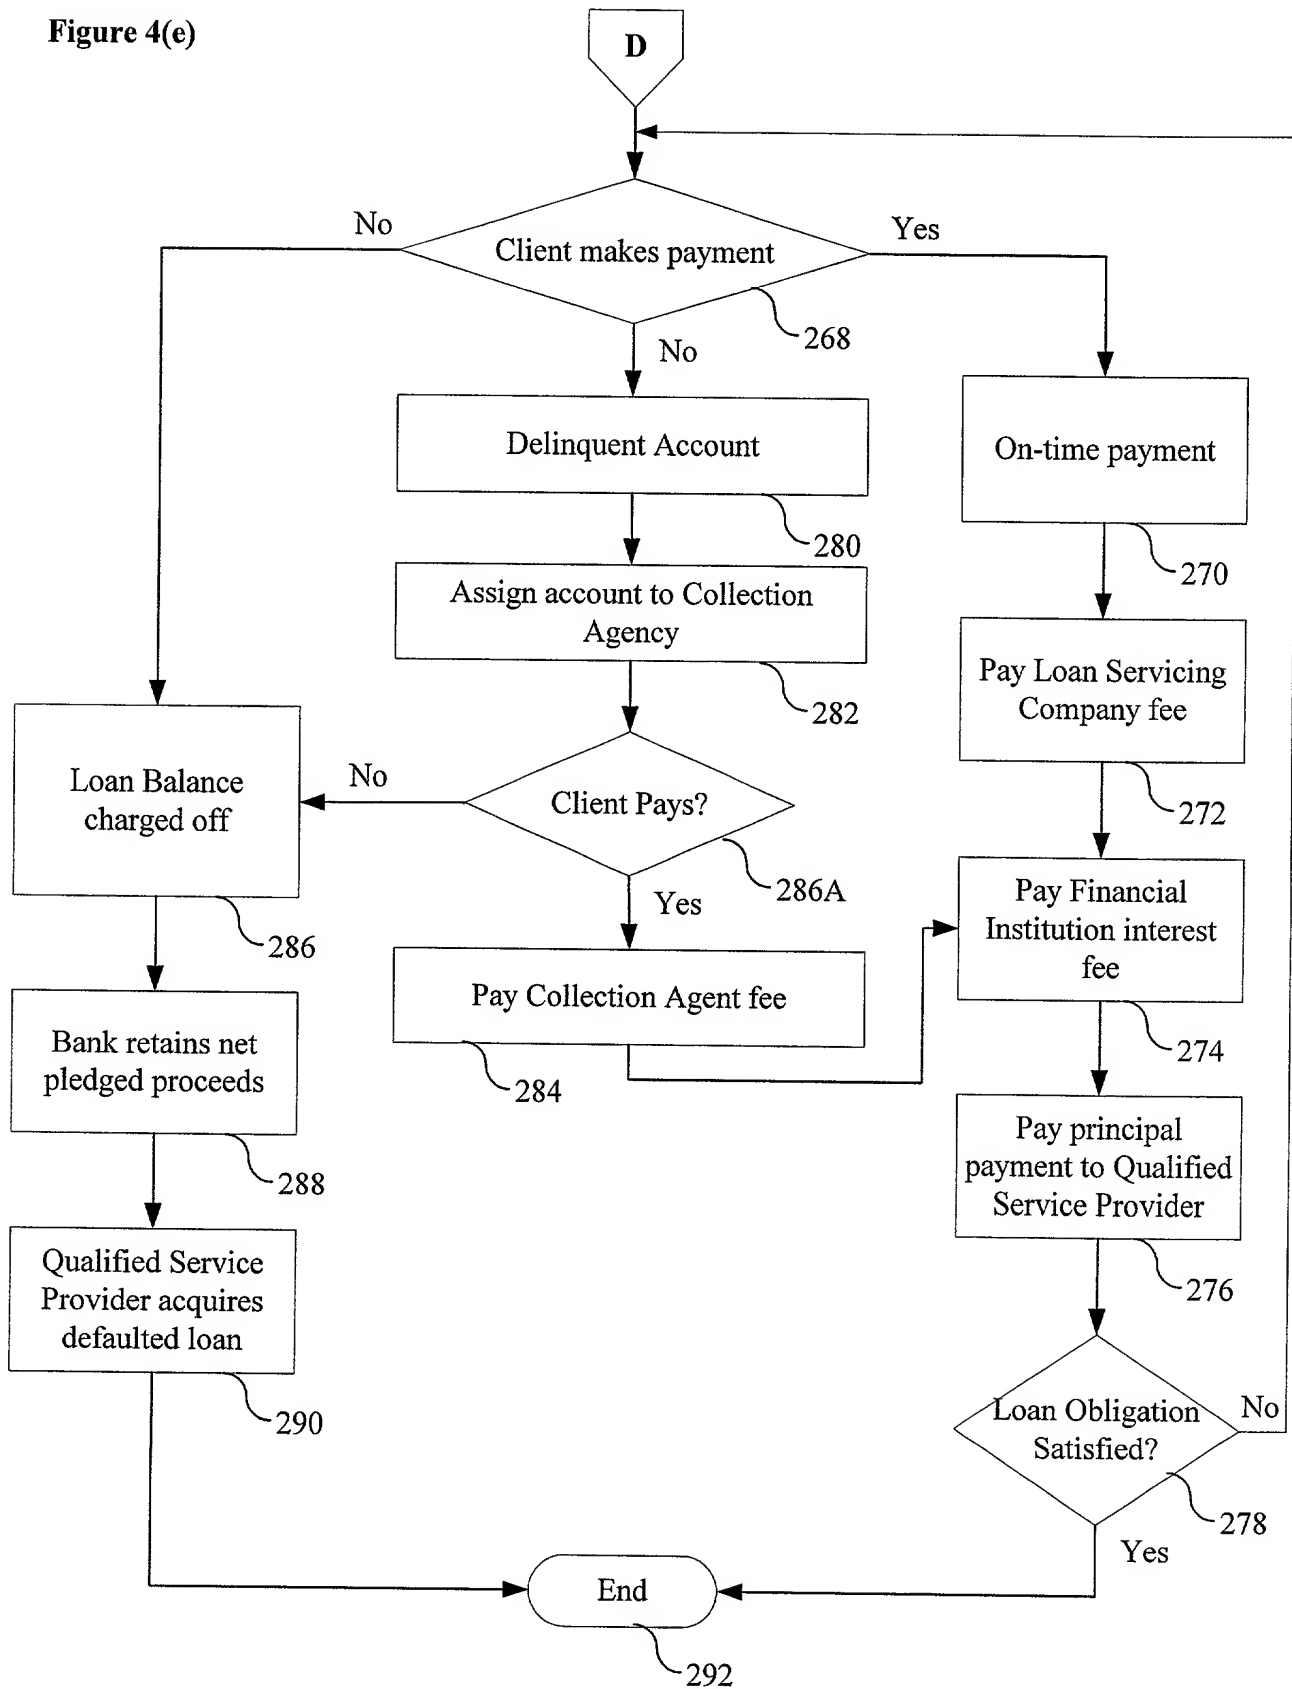 Figure 4(e)
D
No
Yes
Client makes payment
268
No
Delinquent Account
280
On-time payment
270
Assign account to Collection
Agency
282
Pay Loan Servicing
Company fee
272
Loan Balance
charged off
286
No
Client Pays?
286A
Yes
Pay Financial
Institution interest
fee
274
Pay Collection Agent fee
284
Bank retains net
pledged proceeds
288
Pay principal
payment to Qualified
Service Provider
276
Qualified Service
Provider acquires
defaulted loan
290
Loan Obligation
Satisfied?
No
278
Yes
End
292